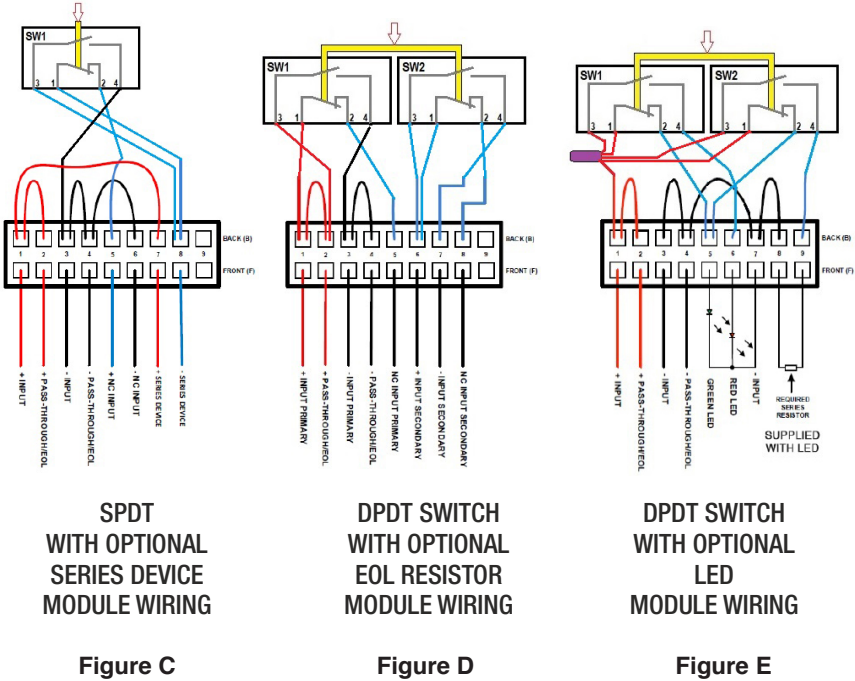 SW1
3 1 2 4
BACK (B)
1 2 3 4 5 6 7 8 9
FRONT (F)
+ INPUT
+ PASS-THROUGH/EOL
- INPUT
- PASS-THROUGH/EOL
+ NC INPUT
- NC INPUT
+ SERIES DEVICE
- SERIES DEVICE
SPDT
WITH OPTIONAL
SERIES DEVICE
MODULE WIRING
Figure C
SW1
SW2
3 1 2 4
3 1 2 4
BACK (B)
1 2 3 4 5 6 7 8 9
FRONT (F)
+ INPUT PRIMARY
+ PASS-THROUGH/EOL
- INPUT PRIMARY
- PASS-THROUGH/EOL
NC INPUT PRIMARY
+ INPUT SECONDARY
- INPUT SECONDARY
NC INPUT SECONDARY
DPDT SWITCH
WITH OPTIONAL
EOL RESISTOR
MODULE WIRING
Figure D
SW1
SW2
3 1 2 4
3 1 2 4
BACK (B)
1 2 3 4 5 6 7 8 9
FRONT (F)
+ INPUT
+ PASS-THROUGH/EOL
- INPUT
- PASS-THROUGH/EOL
GREEN LED
RED LED
- INPUT
REQUIRED
SERIES
RESISTOR
SUPPLIED
WITH LED
DPDT SWITCH
WITH OPTIONAL
LED
MODULE WIRING
Figure E